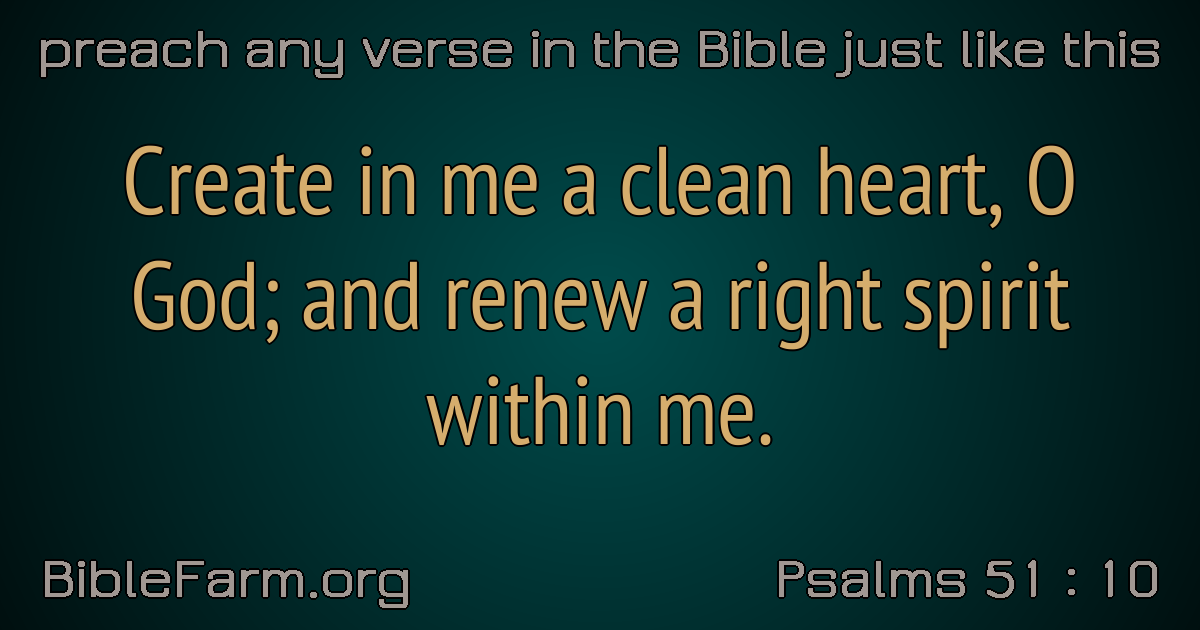 preach any verse in the Bible just like this
Create in me a clean heart, O
God; and renew a right spirit
within me.
BibleFarm.org
Psalms 51 : 10